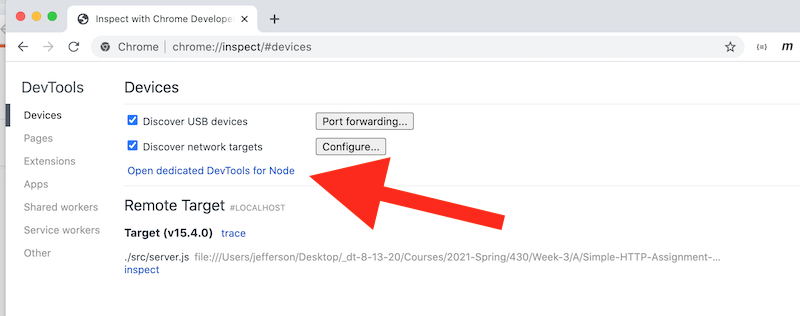 Inspect with Chrome Develope
Chrome chrome://inspect/#devices
m
DevTools
Devices
Pages
Extensions
Apps
Shared workers
Service workers
Other
Devices
Discover USB devices Port forwarding...
Discover network targets Configure...
Open dedicated DevTools for Node
Remote Target #LOCALHOST
Target (v15.4.0) trace
./src/server.js file:///Users/jefferson/Desktop/_dt-8-13-20/Courses/2021-Spring/430/Week-3/A/Simple-HTTP-Assignment-...
inspect